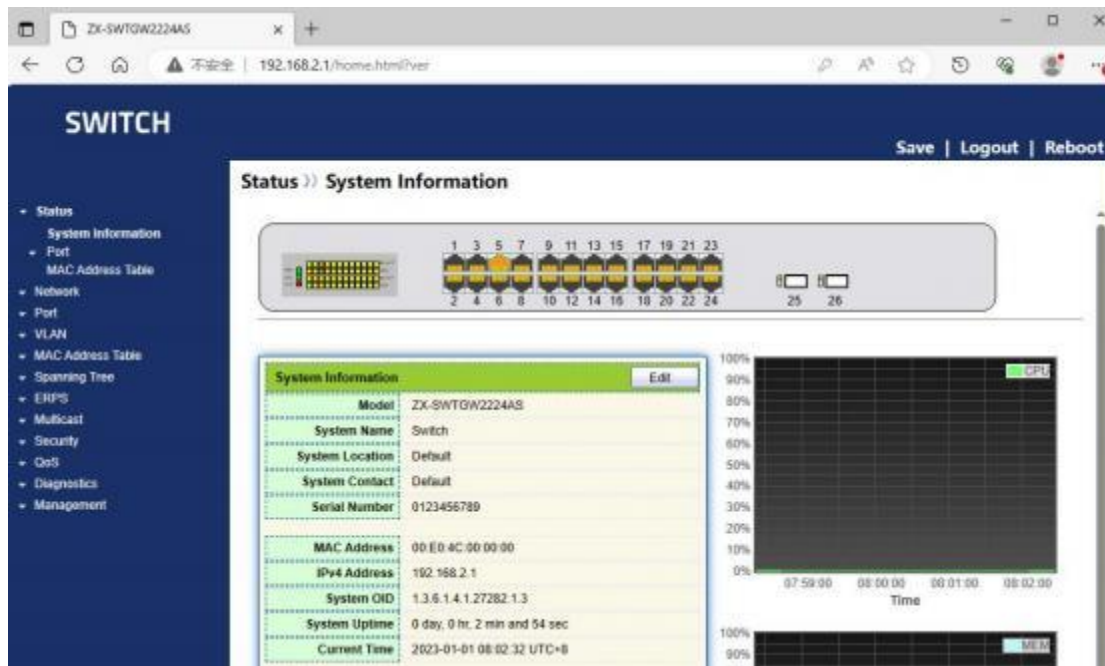 ZX-SWTGW2224AS
不安全 | 192.168.2.1/home.html?ver
SWITCH
Save | Logout | Reboot
Status » System Information
Status
System Information
Port
MAC Address Table
Network
Port
VLAN
MAC Address Table
Spanning Tree
ERPS
Multicast
Security
QoS
Diagnostics
Management
1 3 5 7 9 11 13 15 17 19 21 23
2 4 6 8 10 12 14 16 18 20 22 24 25 26
System Information Edit
Model ZX-SWTGW2224AS
System Name Switch
System Location Default
System Contact Default
Serial Number 0123456789
MAC Address 00:E0:4C:00:00:00
IPv4 Address 192.168.2.1
System OID 1.3.6.1.4.1.27282.1.3
System Uptime 0 day, 0 hr, 2 min and 54 sec
Current Time 2023-01-01 08:02:32 UTC+8
100%
CPU
90%
80%
70%
60%
50%
40%
30%
20%
10%
0%
07:59:00 08:00:00 08:01:00 08:02:00
Time
100%
MEM
90%